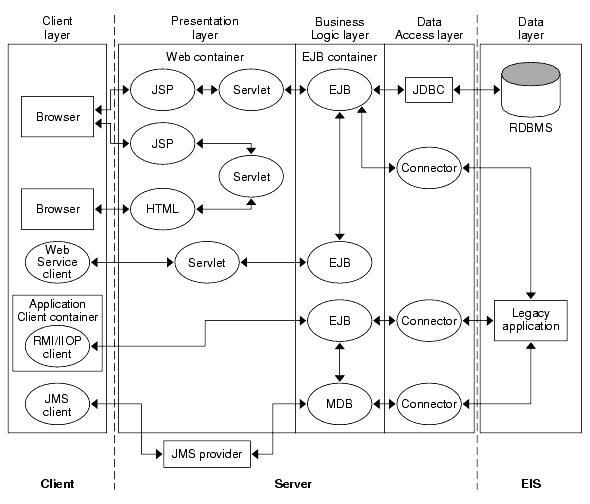 Client
layer
Presentation
layer
Business
Logic layer
Data
Access layer
Data
layer
Web container
EJB container
Browser
JSP
Servlet
EJB
JDBC
RDBMS
JSP
Servlet
Connector
Browser
HTML
Web
Service
client
Servlet
EJB
Application
Client container
RMI/IIOP
client
EJB
Connector
Legacy
application
JMS
client
MDB
Connector
JMS provider
Client
Server
EIS